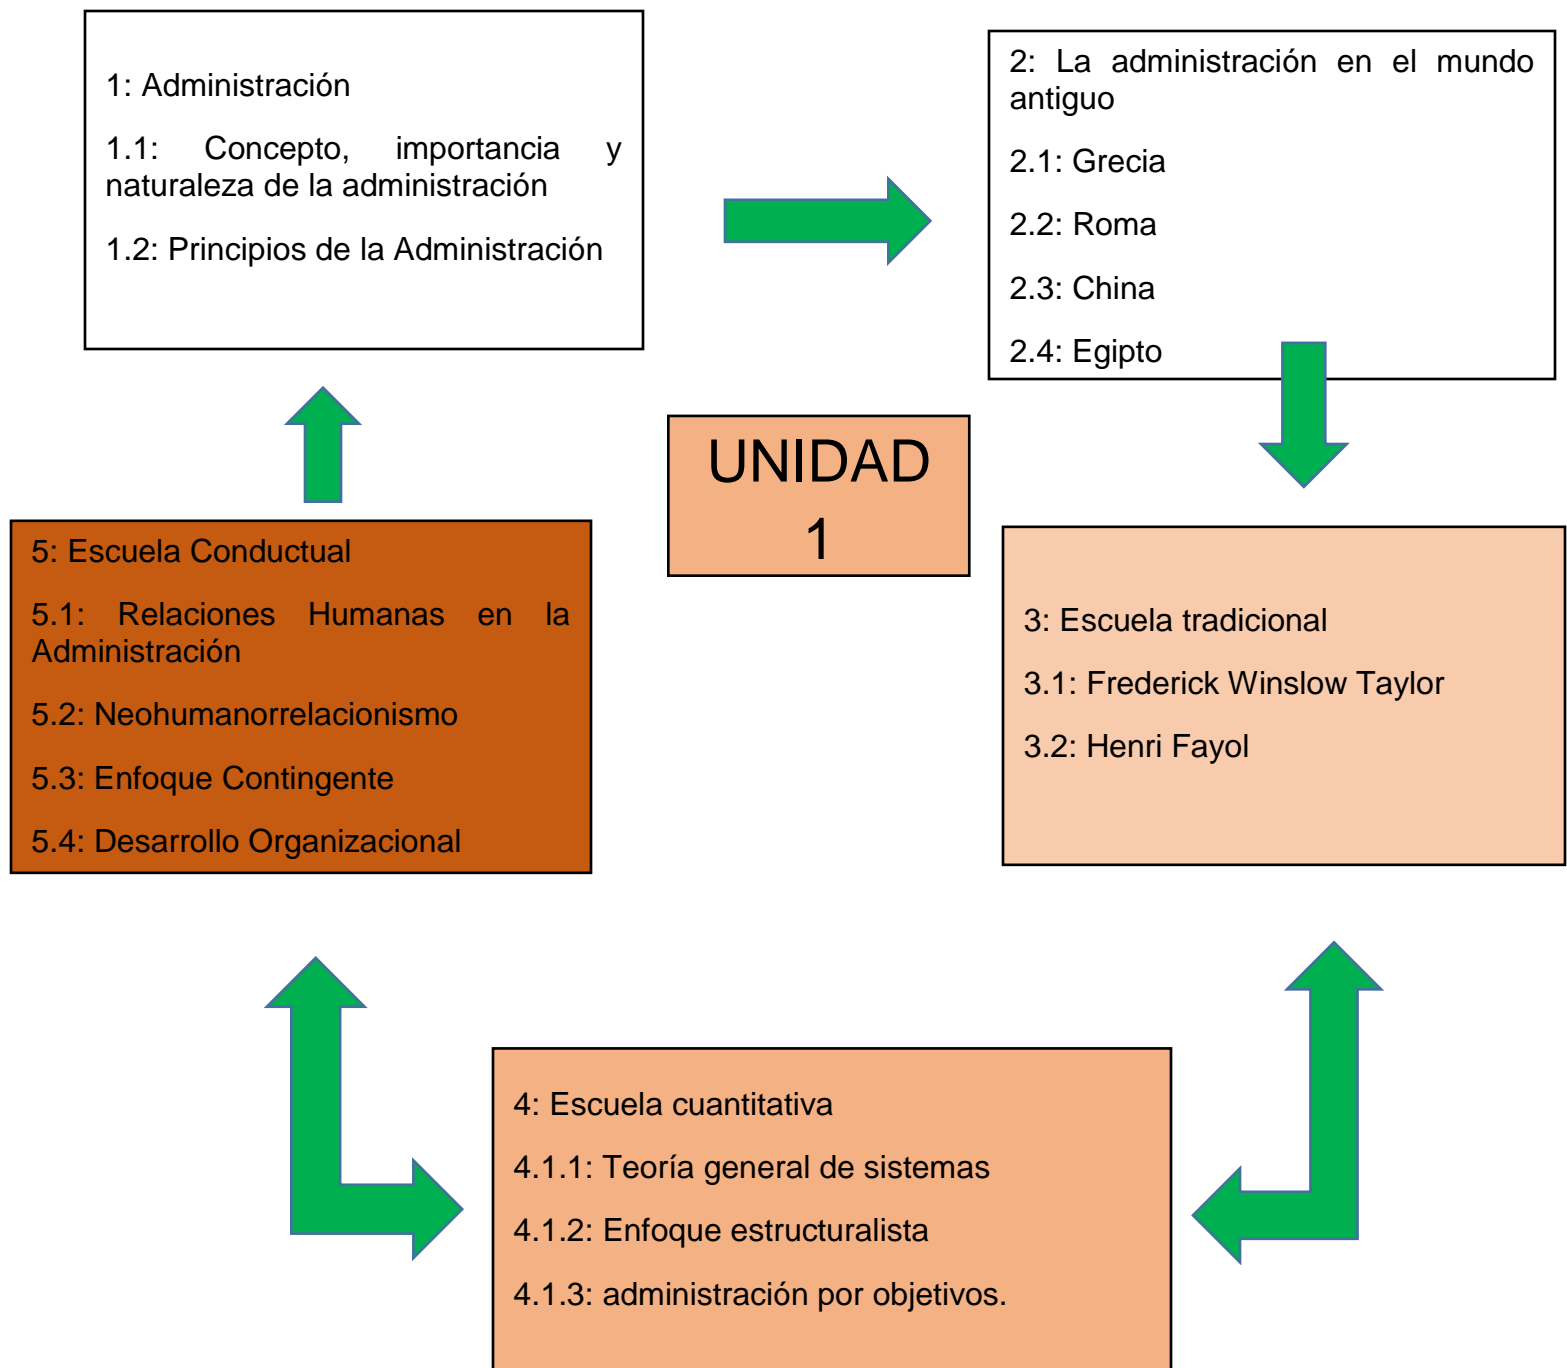 1: Administración
1.1: Concepto, importancia y
naturaleza de la administración
1.2: Principios de la Administración
2: La administración en el mundo
antiguo
2.1: Grecia
2.2: Roma
2.3: China
2.4: Egipto
UNIDAD
1
3: Escuela tradicional
3.1: Frederick Winslow Taylor
3.2: Henri Fayol
4: Escuela cuantitativa
4.1.1: Teoría general de sistemas
4.1.2: Enfoque estructuralista
4.1.3: administración por objetivos.
5: Escuela Conductual
5.1: Relaciones Humanas en la
Administración
5.2: Neohumanorrelacionismo
5.3: Enfoque Contingente
5.4: Desarrollo Organizacional